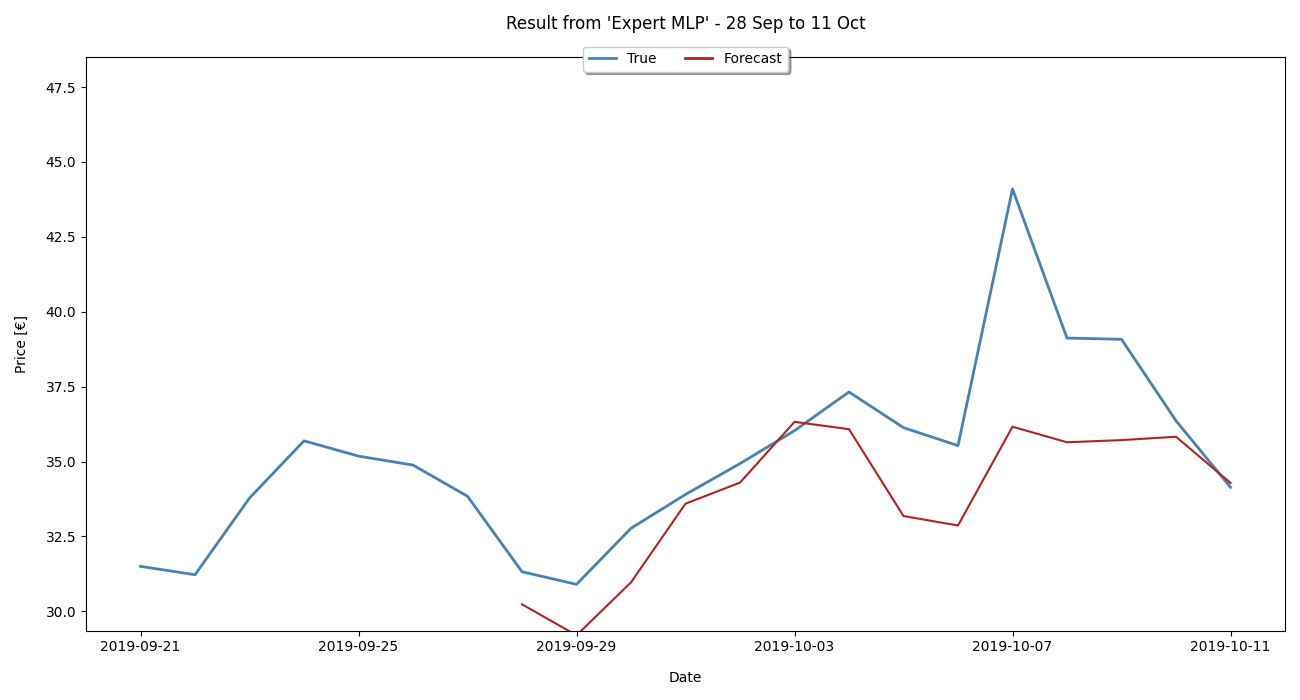 Result from 'Expert MLP' - 28 Sep to 11 Oct
True Forecast
47.5
45.0
42.5
40.0
37.5
35.0
32.5
30.0
Price [€]
2019-09-21 2019-09-25 2019-09-29 2019-10-03 2019-10-07 2019-10-11
Date